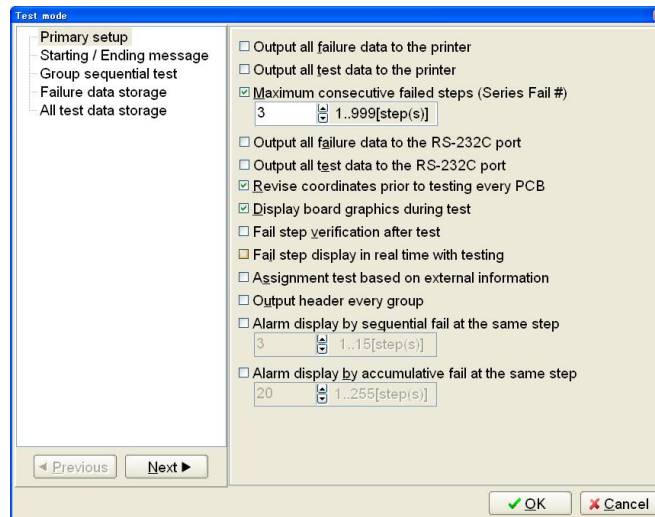 Test mode
Primary setup
Starting / Ending message
Group sequential test
Failure data storage
All test data storage
Output all failure data to the printer
Output all test data to the printer
Maximum consecutive failed steps (Series Fail #)
3 1..999[step(s)]
Output all failure data to the RS-232C port
Output all test data to the RS-232C port
Revise coordinates prior to testing every PCB
Display board graphics during test
Fail step verification after test
Fail step display in real time with testing
Assignment test based on external information
Output header every group
Alarm display by sequential fail at the same step
3 1..15[step(s)]
Alarm display by accumulative fail at the same step
20 1..255[step(s)]
◄ Previous Next ►
OK Cancel